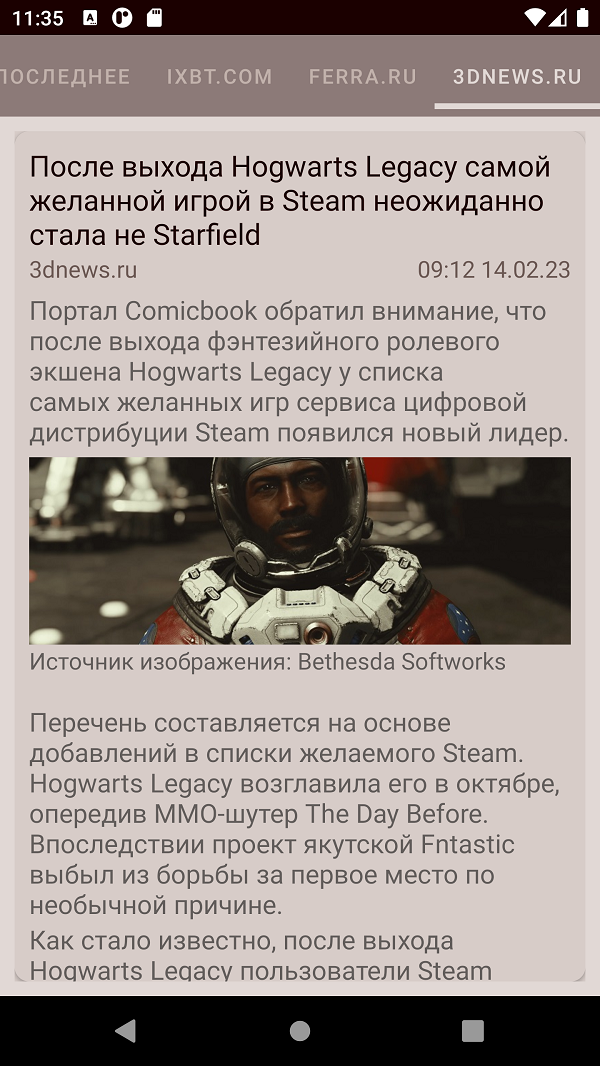 11:35
ПОСЛЕДНЕЕ IXBT.COM FERRA.RU 3DNEWS.RU
После выхода Hogwarts Legacy самой
желанной игрой в Steam неожиданно
стала не Starfield
3dnews.ru 09:12 14.02.23
Портал Comicbook обратил внимание, что
после выхода фэнтезийного ролевого
экшена Hogwarts Legacy у списка
самых желанных игр сервиса цифровой
дистрибуции Steam появился новый лидер.
Источник изображения: Bethesda Softworks
Перечень составляется на основе
добавлений в списки желаемого Steam.
Hogwarts Legacy возглавила его в октябре,
опередив MMO-шутер The Day Before.
Впоследствии проект якутской Fntastic
выбыл из борьбы за первое место по
необычной причине.
Как стало известно, после выхода
Hogwarts Legacy пользователи Steam